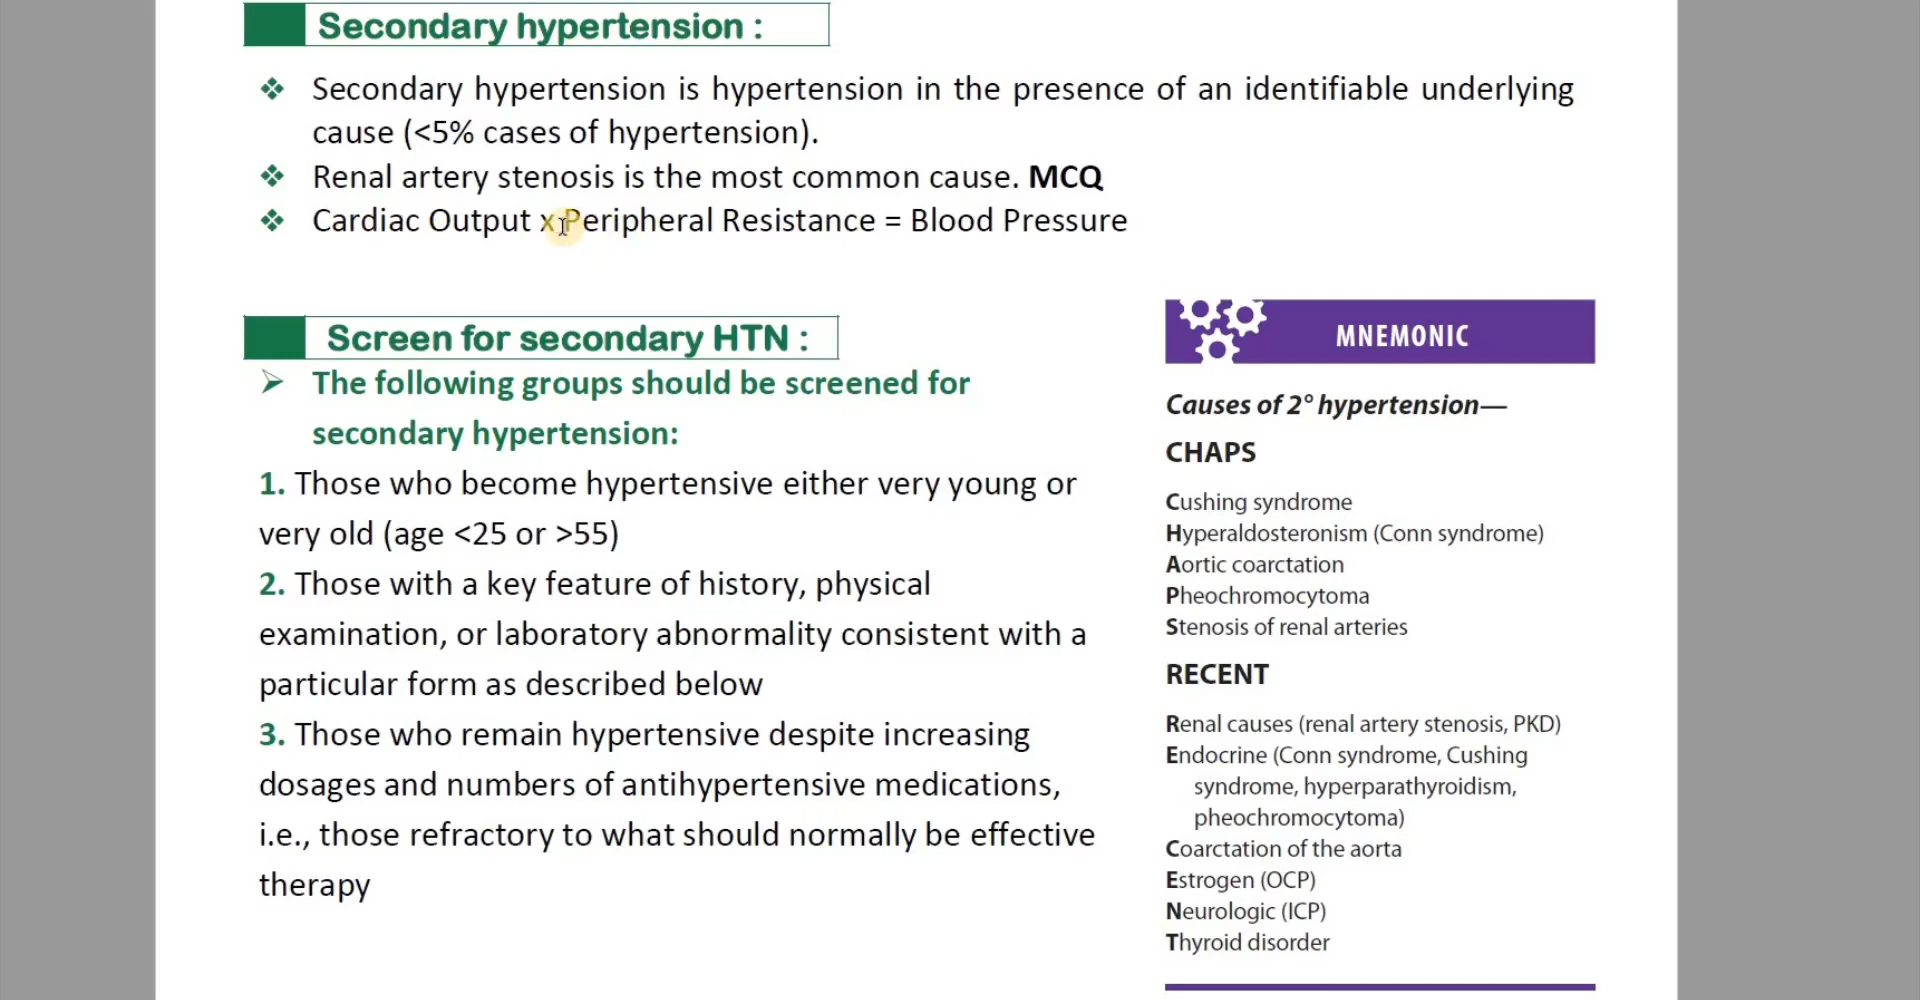 Secondary hypertension :
Secondary hypertension is hypertension in the presence of an identifiable underlying
cause (<5% cases of hypertension).
Renal artery stenosis is the most common cause. MCQ
Cardiac Output x Peripheral Resistance = Blood Pressure
Screen for secondary HTN :
The following groups should be screened for
secondary hypertension:
1. Those who become hypertensive either very young or
very old (age <25 or >55)
2. Those with a key feature of history, physical
examination, or laboratory abnormality consistent with a
particular form as described below
3. Those who remain hypertensive despite increasing
dosages and numbers of antihypertensive medications,
i.e., those refractory to what should normally be effective
therapy
MNEMONIC
Causes of 2° hypertension—
CHAPS
Cushing syndrome
Hyperaldosteronism (Conn syndrome)
Aortic coarctation
Pheochromocytoma
Stenosis of renal arteries
RECENT
Renal causes (renal artery stenosis, PKD)
Endocrine (Conn syndrome, Cushing
syndrome, hyperparathyroidism,
pheochromocytoma)
Coarctation of the aorta
Estrogen (OCP)
Neurologic (ICP)
Thyroid disorder